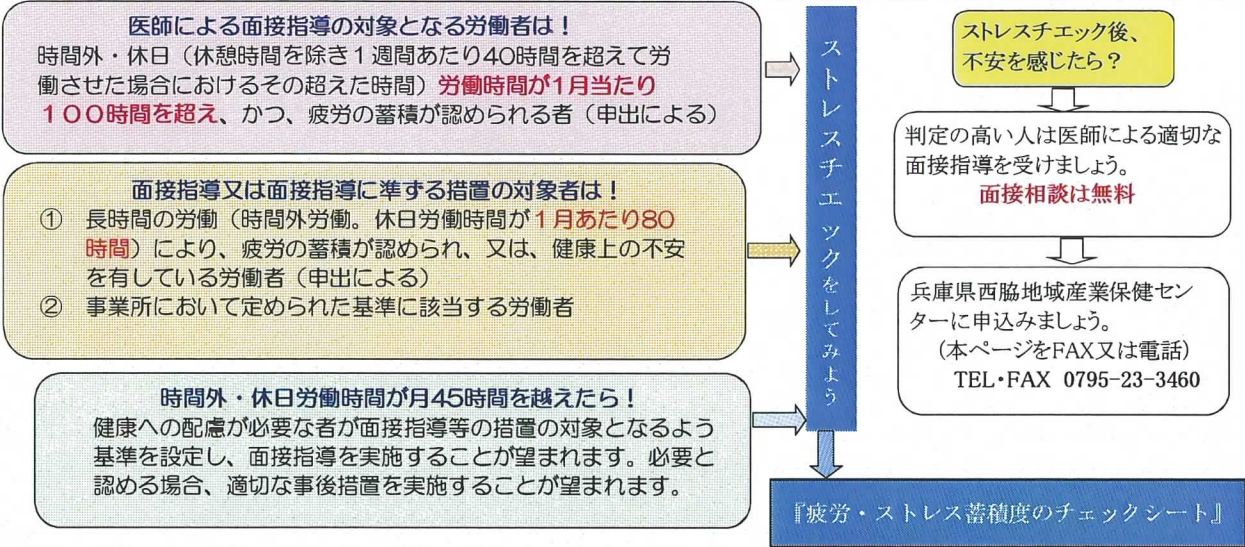 医師による面接指導の対象となる労働者は！
時間外・休日（休憩時間を除き１週間あたり40時間を超えて労
働させた場合におけるその超えた時間）労働時間が1月当たり
１００時間を超え、かつ、疲労の蓄積が認められる者（申出による）
面接指導又は面接指導に準ずる措置の対象者は！
①　長時間の労働（時間外労働。休日労働時間が１月あたり80
時間）により、疲労の蓄積が認められ、又は、健康上の不安
を有している労働者（申出による）
②　事業所において定められた基準に該当する労働者
時間外・休日労働時間が月45時間を越えたら！
健康への配慮が必要な者が面接指導等の措置の対象となるよう
基準を設定し、面接指導を実施することが望まれます。必要と
認める場合、適切な事後措置を実施することが望まれます。
ストレスチェックをしてみよう
『疲労・ストレス蓄積度のチェックシート』
ストレスチェック後、
不安を感じたら？
判定の高い人は医師による適切な
面接指導を受けましょう。
面接相談は無料
兵庫県西脇地域産業保健セン
ターに申込みましょう。
（本ページをFAX又は電話）
TEL・FAX 0795-23-3460